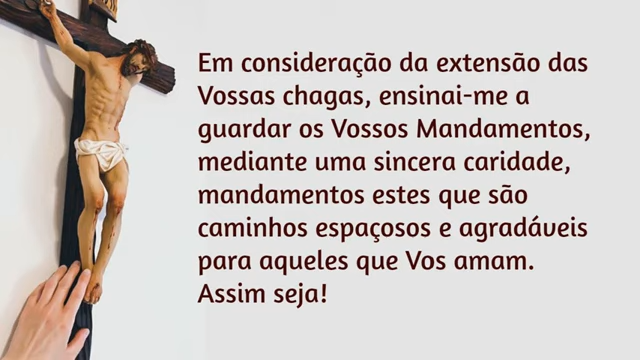 Em consideração da extensão das
Vossas chagas, ensinai-me a
guardar os Vossos Mandamentos,
mediante uma sincera caridade,
mandamentos estes que são
caminhos espaçosos e agradáveis
para aqueles que Vos amam.
Assim seja!